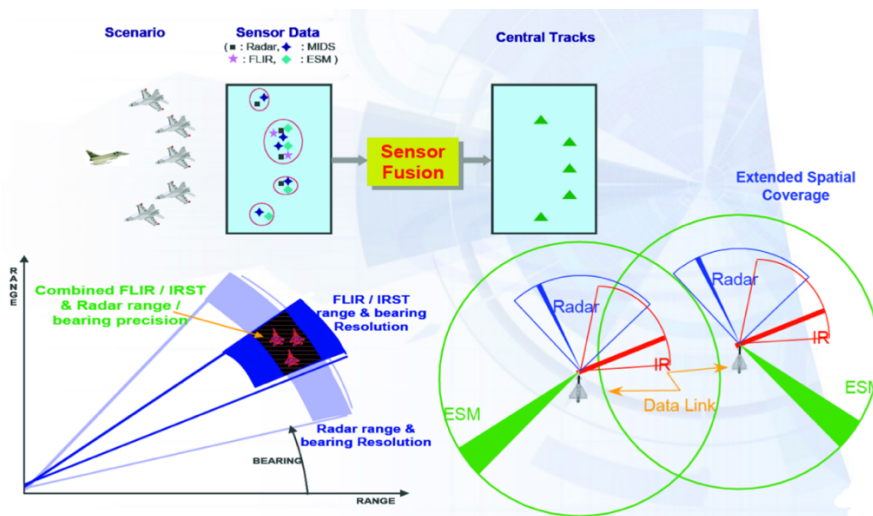 Scenario
Sensor Data
(■ : Radar, ✦ : MIDS
★ : FLIR, ◆ : ESM )
Central Tracks
Sensor
Fusion
Extended Spatial
Coverage
RANGE
Combined FLIR / IRST
& Radar range /
bearing precision
FLIR / IRST
range & bearing
Resolution
Radar range &
bearing Resolution
BEARING
RANGE
Radar
IR
ESM
Data Link
Radar
IR
ESM